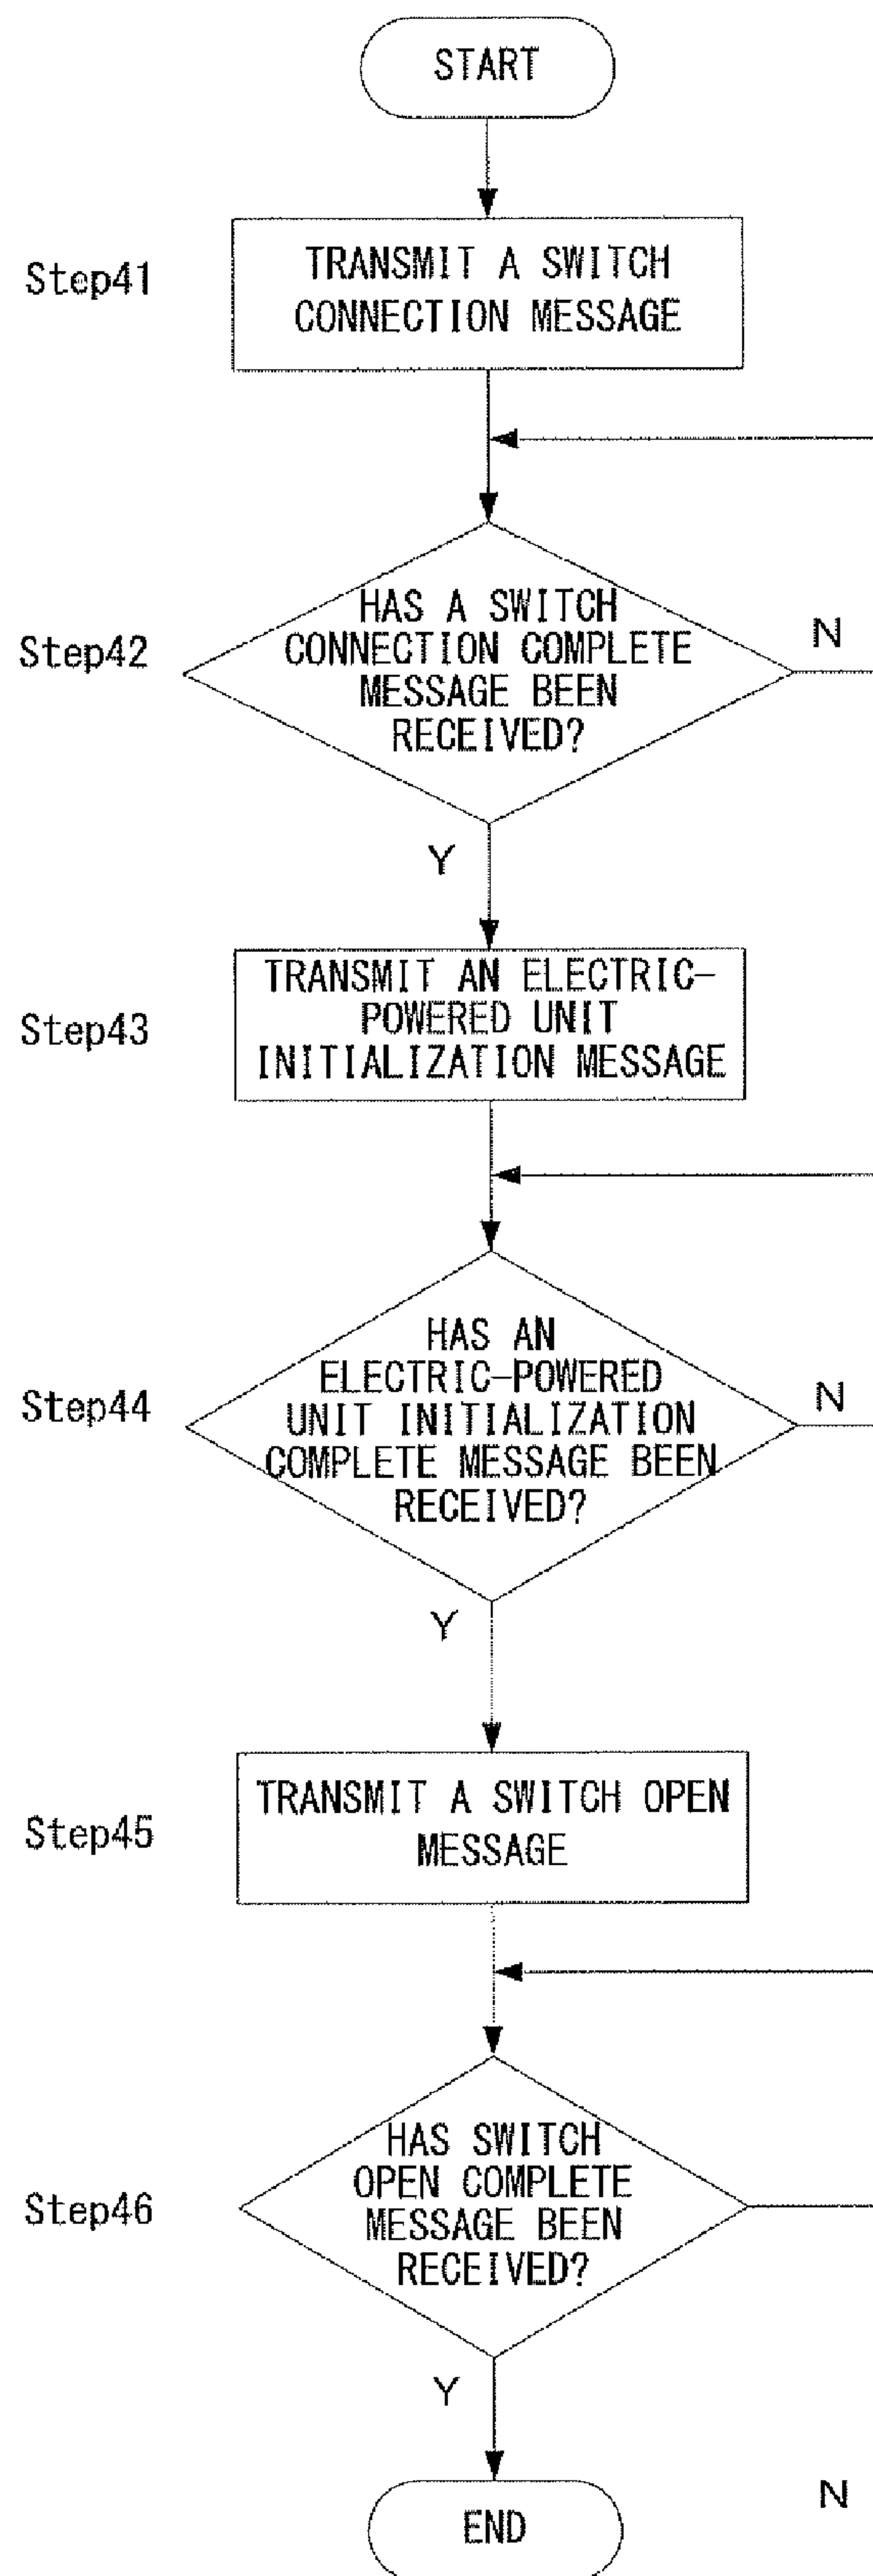 START
Step41
TRANSMIT A SWITCH
CONNECTION MESSAGE
Step42
HAS A SWITCH
CONNECTION COMPLETE
MESSAGE BEEN
RECEIVED?
N
Y
Step43
TRANSMIT AN ELECTRIC-
POWERED UNIT
INITIALIZATION MESSAGE
Step44
HAS AN
ELECTRIC-POWERED
UNIT INITIALIZATION
COMPLETE MESSAGE BEEN
RECEIVED?
N
Y
Step45
TRANSMIT A SWITCH OPEN
MESSAGE
Step46
HAS SWITCH
OPEN COMPLETE
MESSAGE BEEN
RECEIVED?
Y
N
END